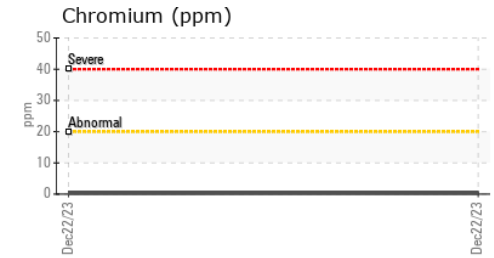 Chromium (ppm)
50
Severe
40
30
ppm
Abnormal
20
10
0
Dec22/23
Dec22/23